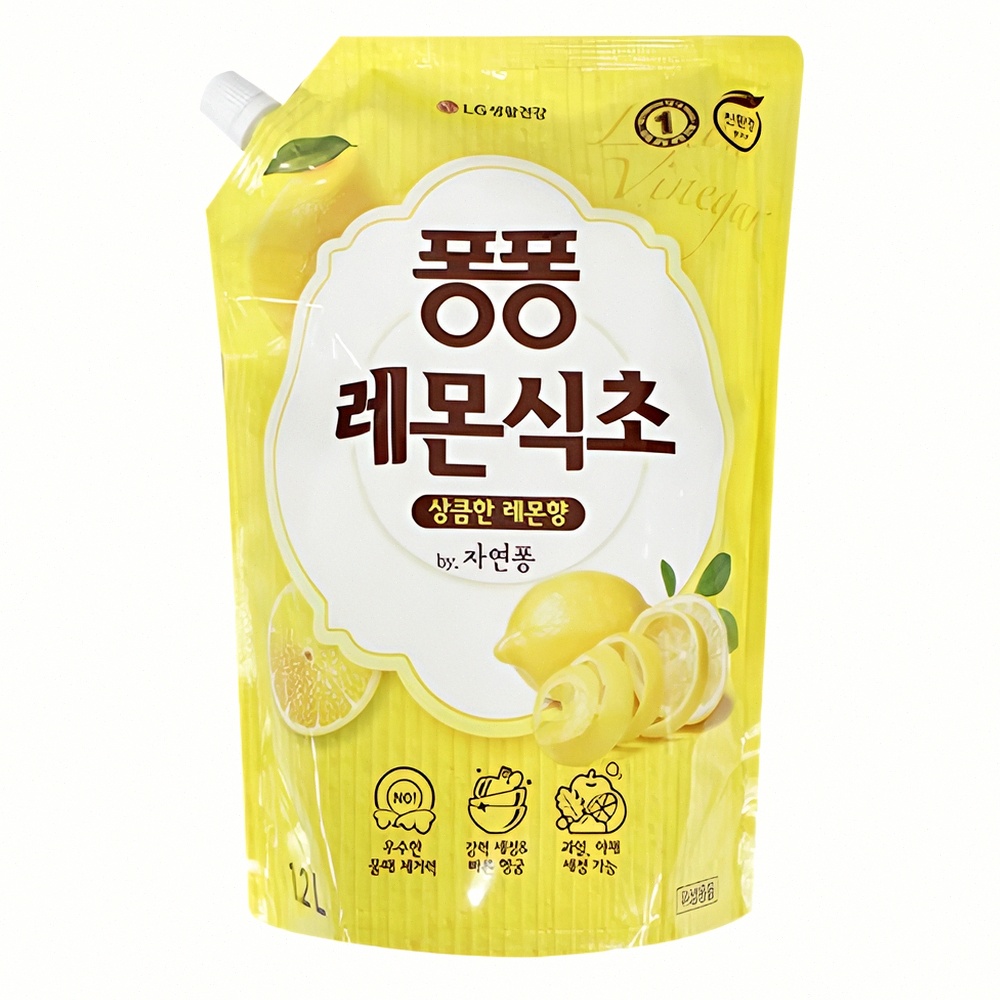 LG생활건강
1
Vinegar
퐁퐁
레몬식초
상큼한 레몬향
by. 자연퐁
NO!
우수한
강력 세정&
과일, 야채
물때 제거력
빠른 헹굼
세정 가능
1.2L